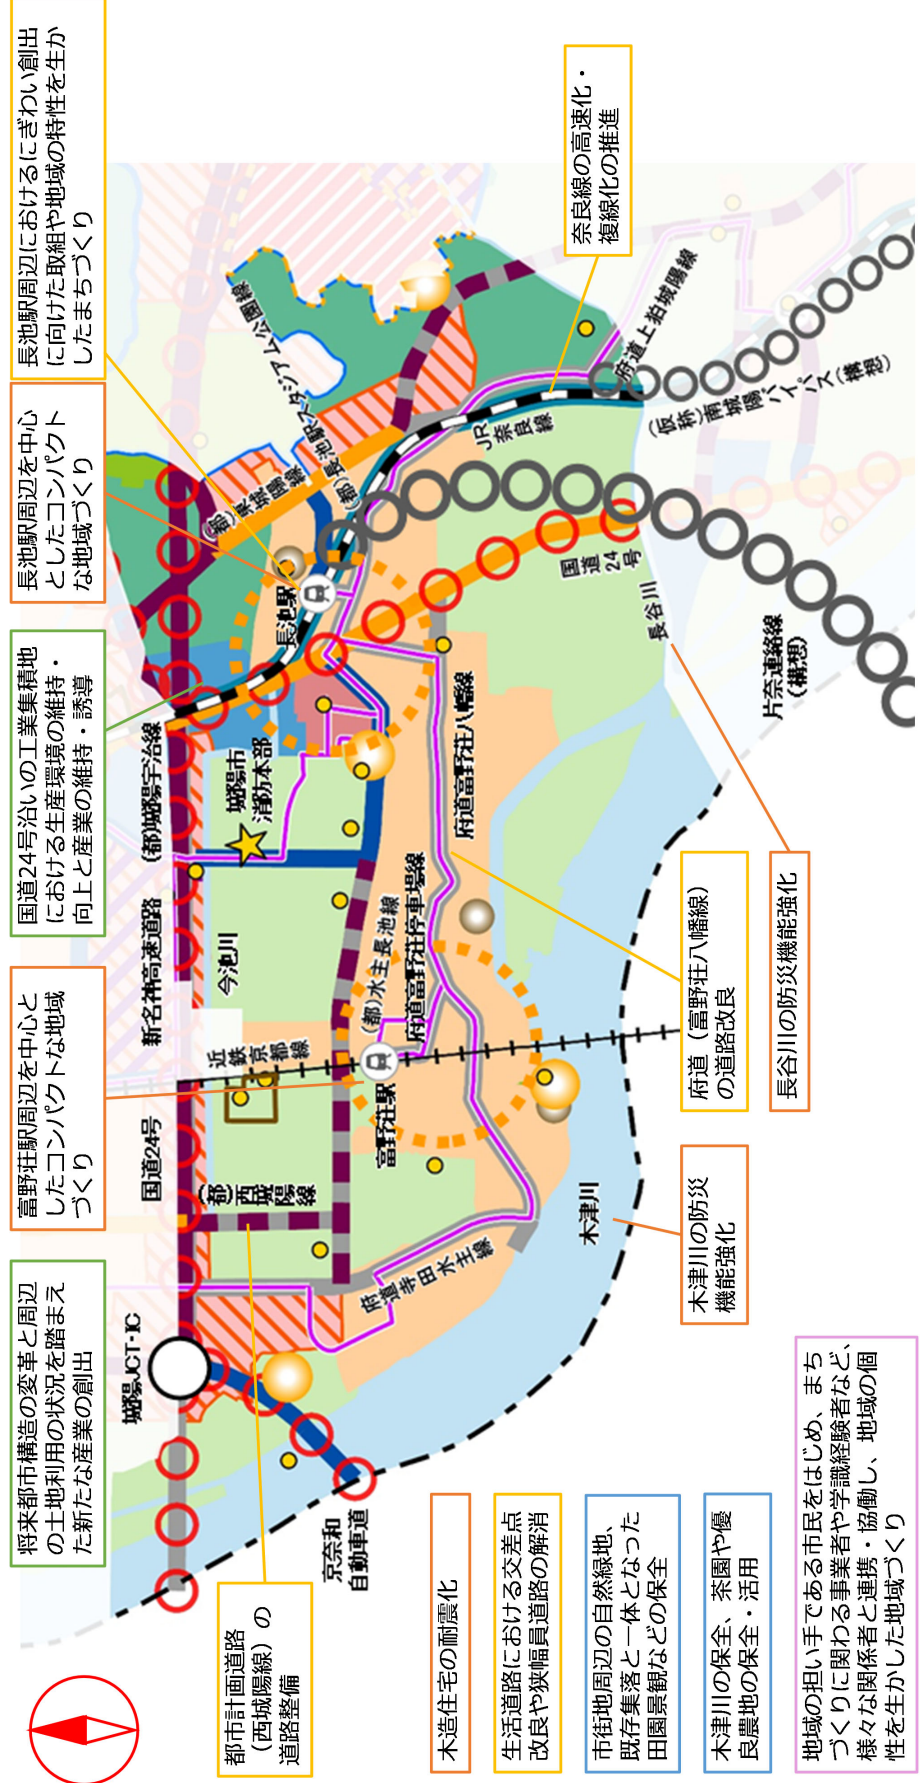 将来都市構造の変革と周辺
の土地利用の状況を踏まえ
た新たな産業の創出
富野荘駅周辺を中心と
したコンパクトな地域
づくり
国道24号沿いの工業集積地
における生産環境の維持・
向上と産業の維持・誘導
長池駅周辺を中心
としたコンパクト
な地域づくり
長池駅周辺におけるにぎわい創出
に向けた取組や地域の特性を生か
したまちづくり
城陽JCT・IC
国道24号
新名神高速道路
(都)城陽宇治線
今池川
近鉄京都線
城陽市
消防本部
(都)東城陽線
(都)長池駅スタジアム公園線
長池駅
奈良線の高速化・
複線化の推進
(都)西城陽線
富野荘駅
(都)水主長池線
府道富野荘停車場線
府道富野荘八幡線
JR奈良線
府道上狛城陽線
(仮称)南城陽バイパス(構想)
国道24号
長谷川
片奈連絡線
(構想)
府道寺田水主線
木津川
京奈和
自動車道
都市計画道路
(西城陽線)の
道路整備
府道(富野荘八幡線)
の道路改良
長谷川の防災機能強化
木津川の防災
機能強化
木造住宅の耐震化
生活道路における交差点
改良や狭幅員道路の解消
市街地周辺の自然緑地、
既存集落と一体となった
田園景観などの保全
木津川の保全、茶園や優
良農地の保全・活用
地域の担い手である市民をはじめ、まち
づくりに関わる事業者や学識経験者など、
様々な関係者と連携・協働し、地域の個
性を生かした地域づくり